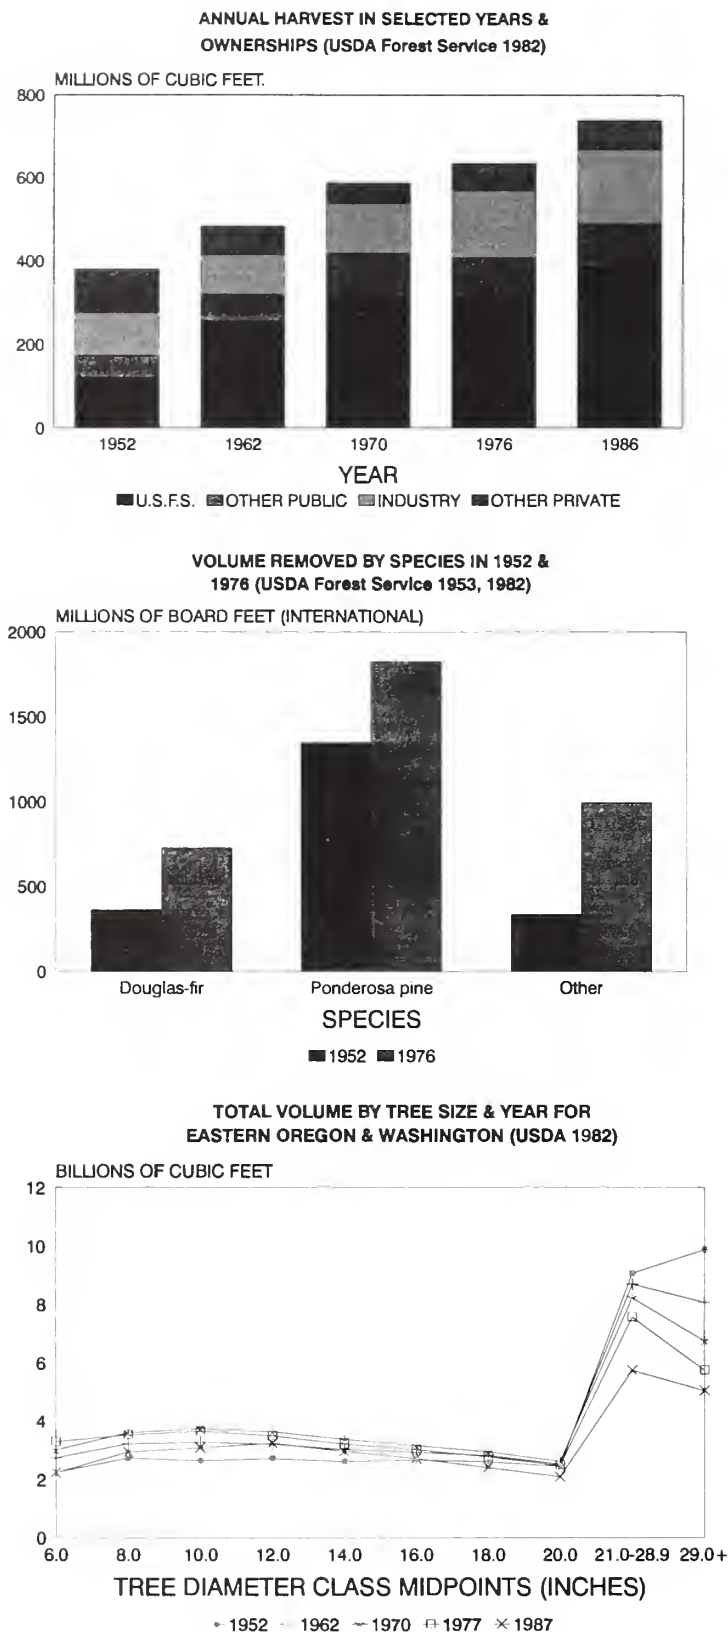 ANNUAL HARVEST IN SELECTED YEARS &
OWNERSHIPS (USDA Forest Service 1982)
MILLIONS OF CUBIC FEET.
800
600
400
200
0
1952 1962 1970 1976 1986
YEAR
U.S.F.S. OTHER PUBLIC INDUSTRY OTHER PRIVATE
VOLUME REMOVED BY SPECIES IN 1952 &
1976 (USDA Forest Service 1953, 1982)
MILLIONS OF BOARD FEET (INTERNATIONAL)
2000
1500
1000
500
0
Douglas-fir Ponderosa pine Other
SPECIES
1952 1976
TOTAL VOLUME BY TREE SIZE & YEAR FOR
EASTERN OREGON & WASHINGTON (USDA 1982)
BILLIONS OF CUBIC FEET
12
10
8
6
4
2
0
6.0 8.0 10.0 12.0 14.0 16.0 18.0 20.0 21.0-28.9 29.0+
TREE DIAMETER CLASS MIDPOINTS (INCHES)
1952 1962 1970 1977 1987